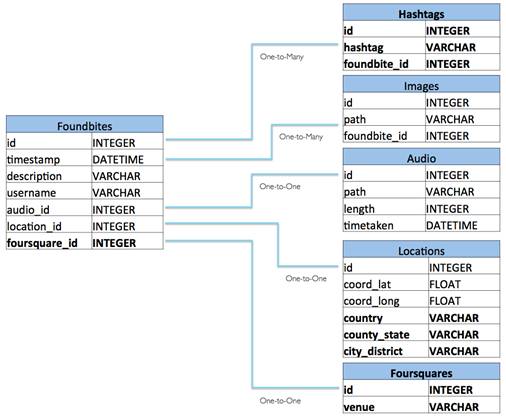 Foundbites
id INTEGER
timestamp DATETIME
description VARCHAR
username VARCHAR
audio_id INTEGER
location_id INTEGER
foursquare_id INTEGER
One-to-Many
One-to-Many
One-to-One
One-to-One
One-to-One
Hashtags
id INTEGER
hashtag VARCHAR
foundbite_id INTEGER
Images
id INTEGER
path VARCHAR
foundbite_id INTEGER
Audio
id INTEGER
path VARCHAR
length INTEGER
timetaken DATETIME
Locations
id INTEGER
coord_lat FLOAT
coord_long FLOAT
country VARCHAR
county_state VARCHAR
city_district VARCHAR
Foursquares
id INTEGER
venue VARCHAR